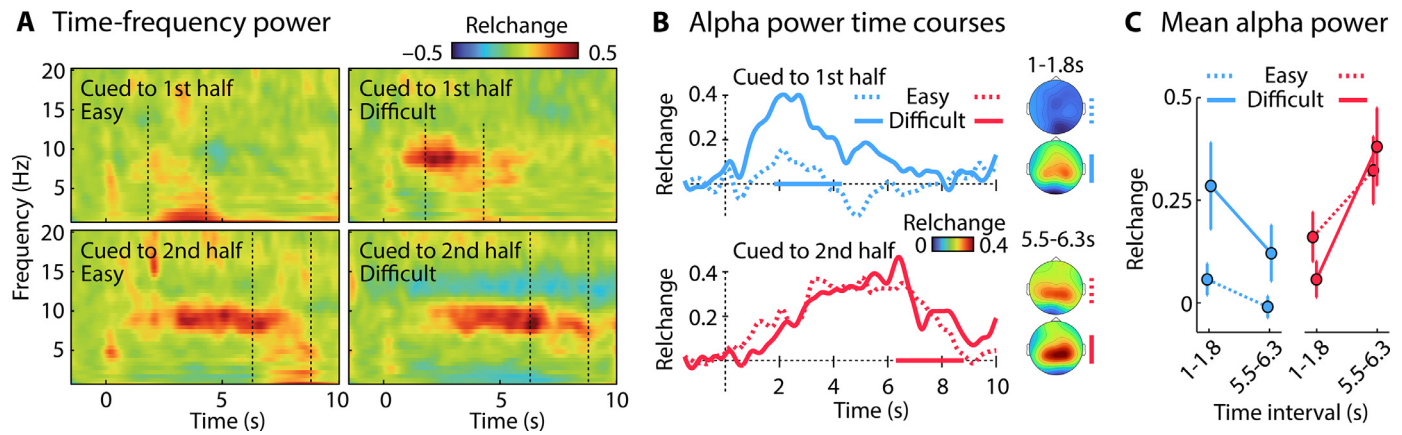 A Time-frequency power
Relchange
−0.5 0.5
20
15
10
5
20
15
10
5
Frequency (Hz)
Cued to 1st half
Easy
Cued to 1st half
Difficult
Cued to 2nd half
Easy
Cued to 2nd half
Difficult
0 5 10
Time (s)
0 5 10
Time (s)
B Alpha power time courses
Cued to 1st half
Easy
Difficult
0.4
0.2
Relchange
1-1.8s
Relchange
0 0.4
Cued to 2nd half
0.4
0.2
Relchange
2 4 6 8 10
Time (s)
5.5-6.3s
C Mean alpha power
Easy
Difficult
0.5
0.25
0
Relchange
1-1.8
5.5-6.3
1-1.8
5.5-6.3
Time interval (s)